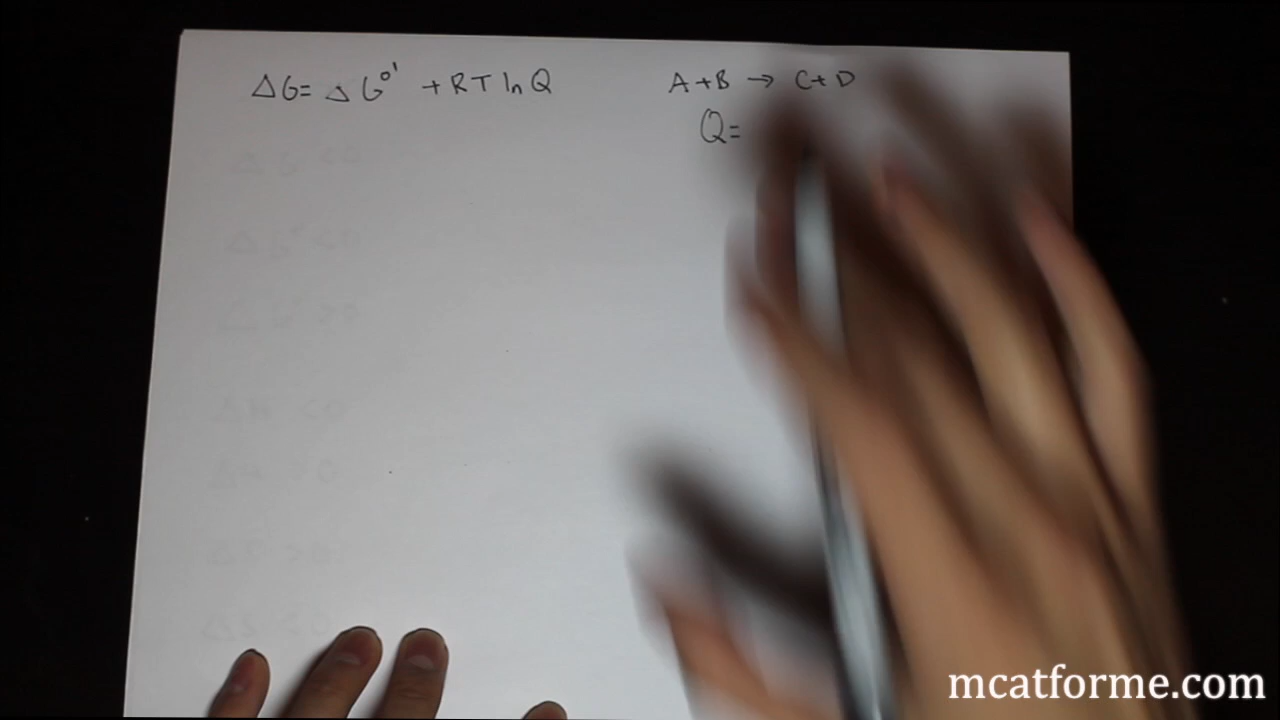 ΔG = ΔG°' + RT ln Q
A + B → C + D
Q =
mcatforme.com